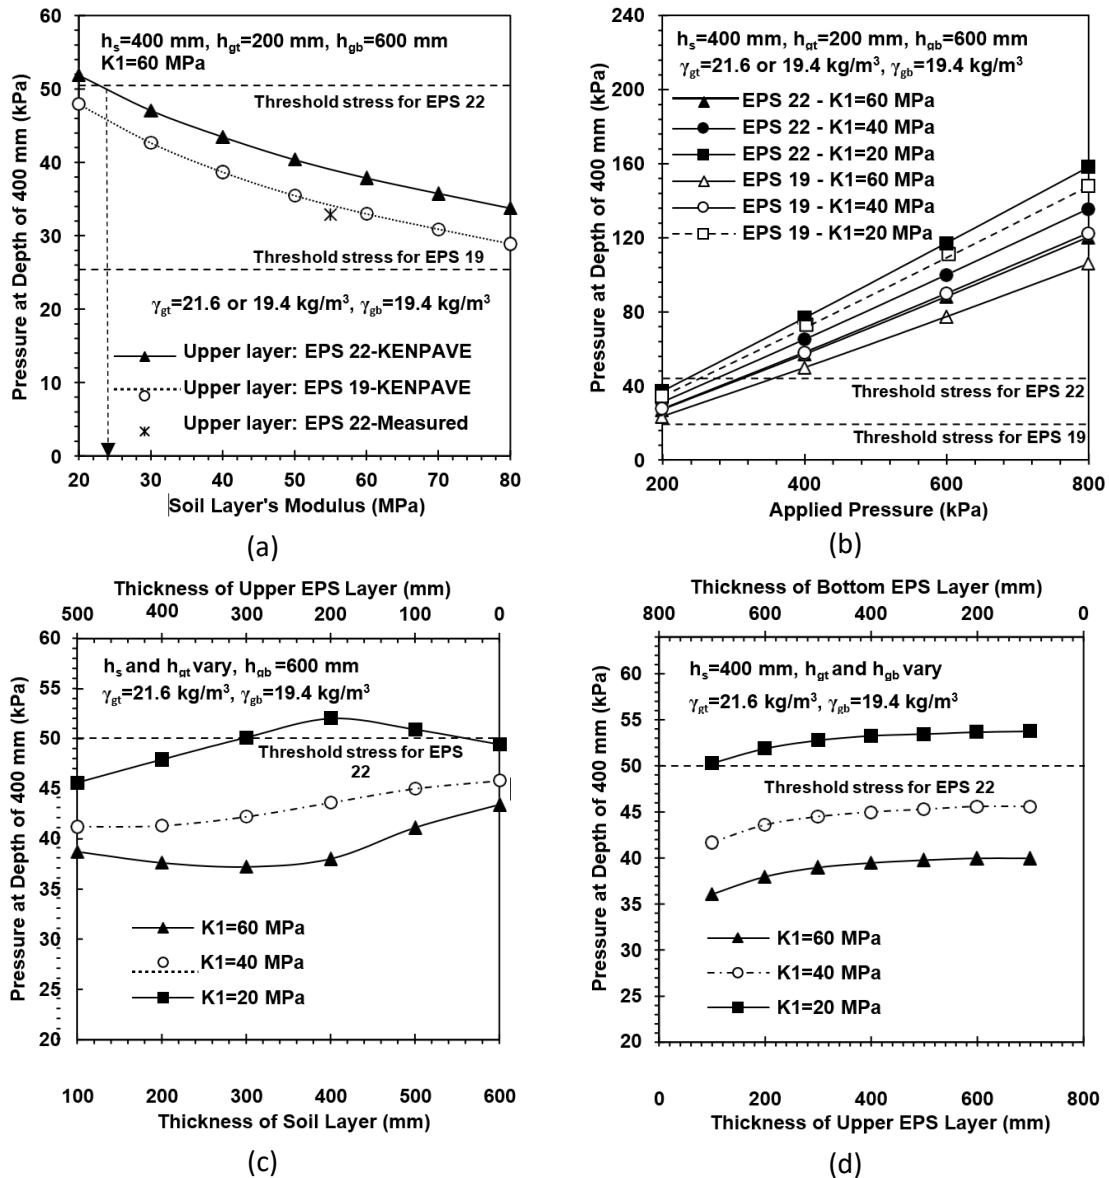 60
50
40
30
20
10
0
Pressure at Depth of 400 mm (kPa)
hs=400 mm, hgt=200 mm, hgb=600 mm
K1=60 MPa
Threshold stress for EPS 22
Threshold stress for EPS 19
γgt=21.6 or 19.4 kg/m³, γgb=19.4 kg/m³
Upper layer: EPS 22-KENPAVE
Upper layer: EPS 19-KENPAVE
Upper layer: EPS 22-Measured
20 30 40 50 60 70 80
Soil Layer's Modulus (MPa)
(a)
240
200
160
120
80
40
0
Pressure at Depth of 400 mm (kPa)
hs=400 mm, hgt=200 mm, hgb=600 mm
γgt=21.6 or 19.4 kg/m³, γgb=19.4 kg/m³
EPS 22 - K1=60 MPa
EPS 22 - K1=40 MPa
EPS 22 - K1=20 MPa
EPS 19 - K1=60 MPa
EPS 19 - K1=40 MPa
EPS 19 - K1=20 MPa
Threshold stress for EPS 22
Threshold stress for EPS 19
200 400 600 800
Applied Pressure (kPa)
(b)
Thickness of Upper EPS Layer (mm)
500 400 300 200 100 0
60
55
50
45
40
35
30
25
20
Pressure at Depth of 400 mm (kPa)
hs and hgt vary, hgb =600 mm
γgt=21.6 kg/m³, γgb=19.4 kg/m³
Threshold stress for EPS
22
K1=60 MPa
K1=40 MPa
K1=20 MPa
100 200 300 400 500 600
Thickness of Soil Layer (mm)
(c)
Thickness of Bottom EPS Layer (mm)
800 600 400 200 0
60
55
50
45
40
35
30
25
20
Pressure at Depth of 400 mm (kPa)
hs=400 mm, hgt and hgb vary
γgt=21.6 kg/m³, γgb=19.4 kg/m³
Threshold stress for EPS 22
K1=60 MPa
K1=40 MPa
K1=20 MPa
0 200 400 600 800
Thickness of Upper EPS Layer (mm)
(d)